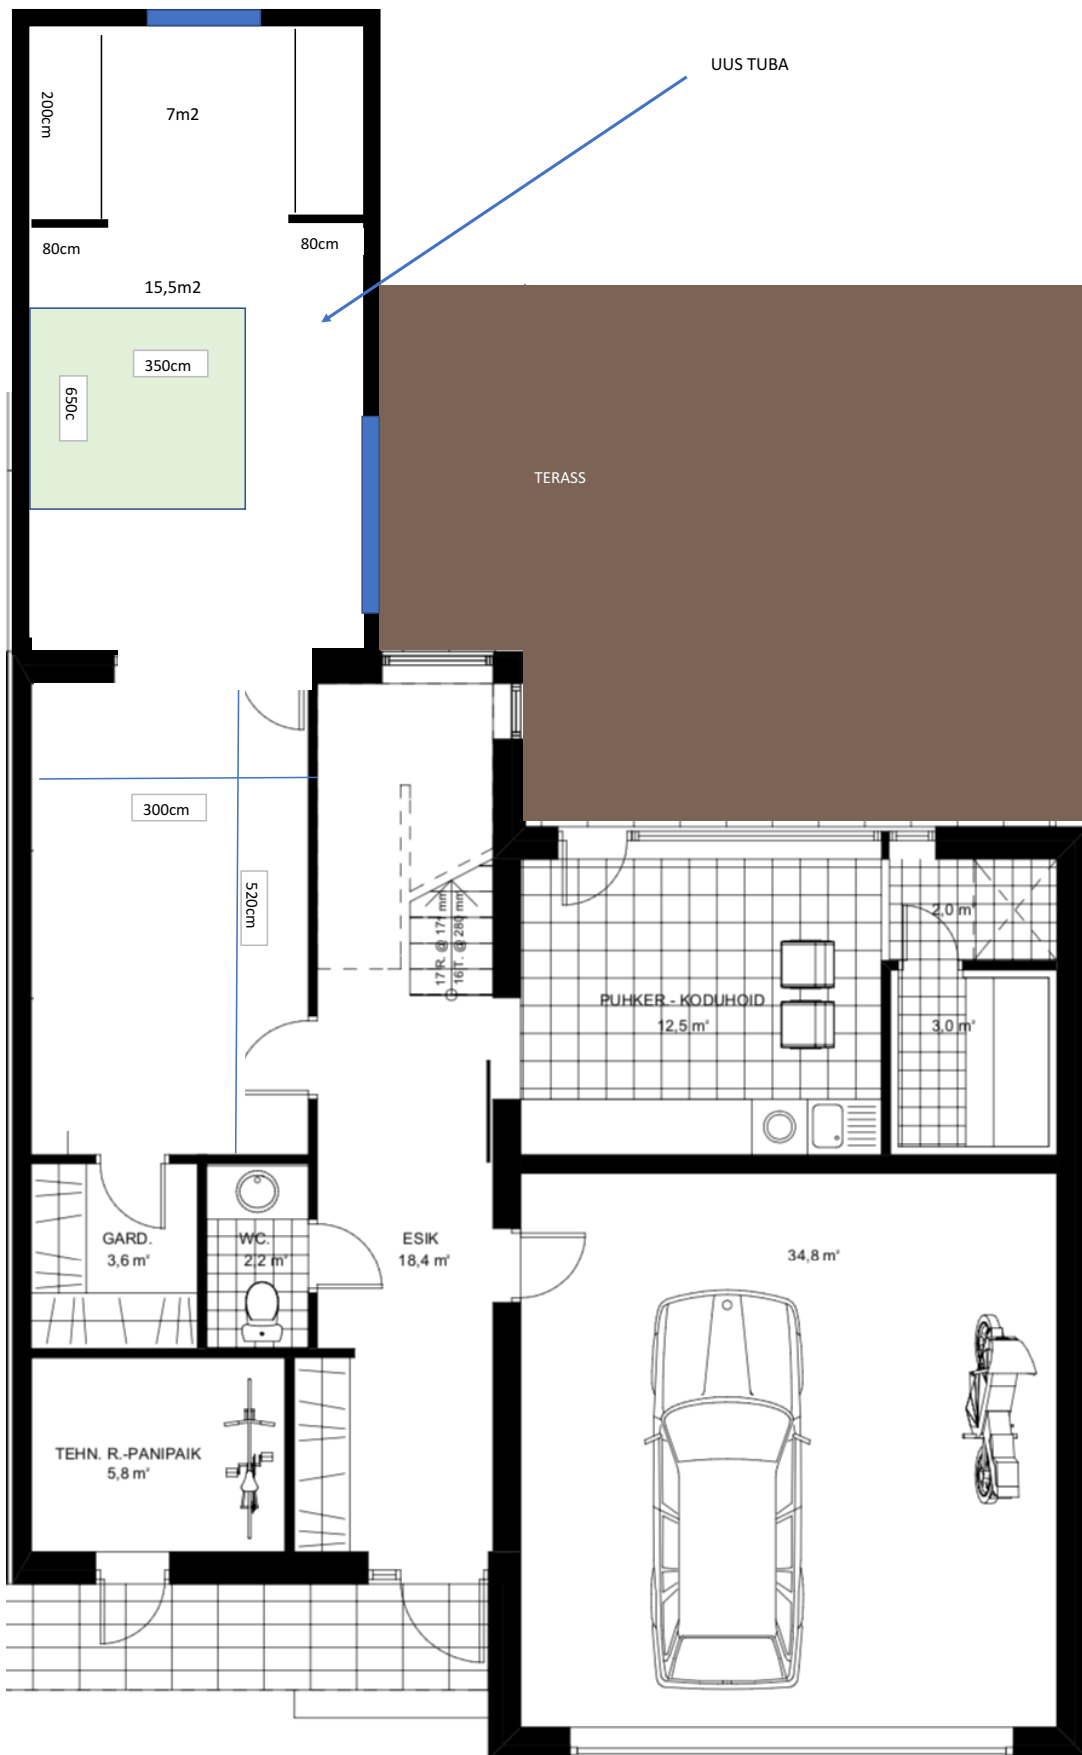 UUS TUBA
200cm
7m2
80cm
80cm
15,5m2
350cm
650c
TERASS
300cm
520cm
17 R. @ 171 mm
16 T. @ 280 mm
2,0 m²
PUHKER.- KODUHOID
12,5 m²
3,0 m²
GARD.
3,6 m²
WC.
2,2 m²
ESIK
18,4 m²
34,8 m²
TEHN. R.-PANIPAIK
5,8 m²